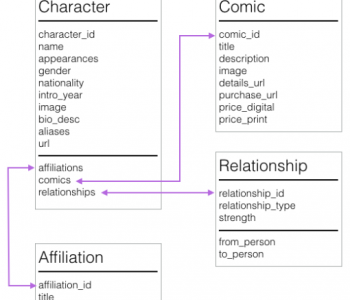 Character
character_id
name
appearances
gender
nationality
intro_year
image
bio_desc
aliases
url
affiliations
comics
relationships
Comic
comic_id
title
description
image
details_url
purchase_url
price_digital
price_print
Relationship
relationship_id
relationship_type
strength
from_person
to_person
Affiliation
affiliation_id
title